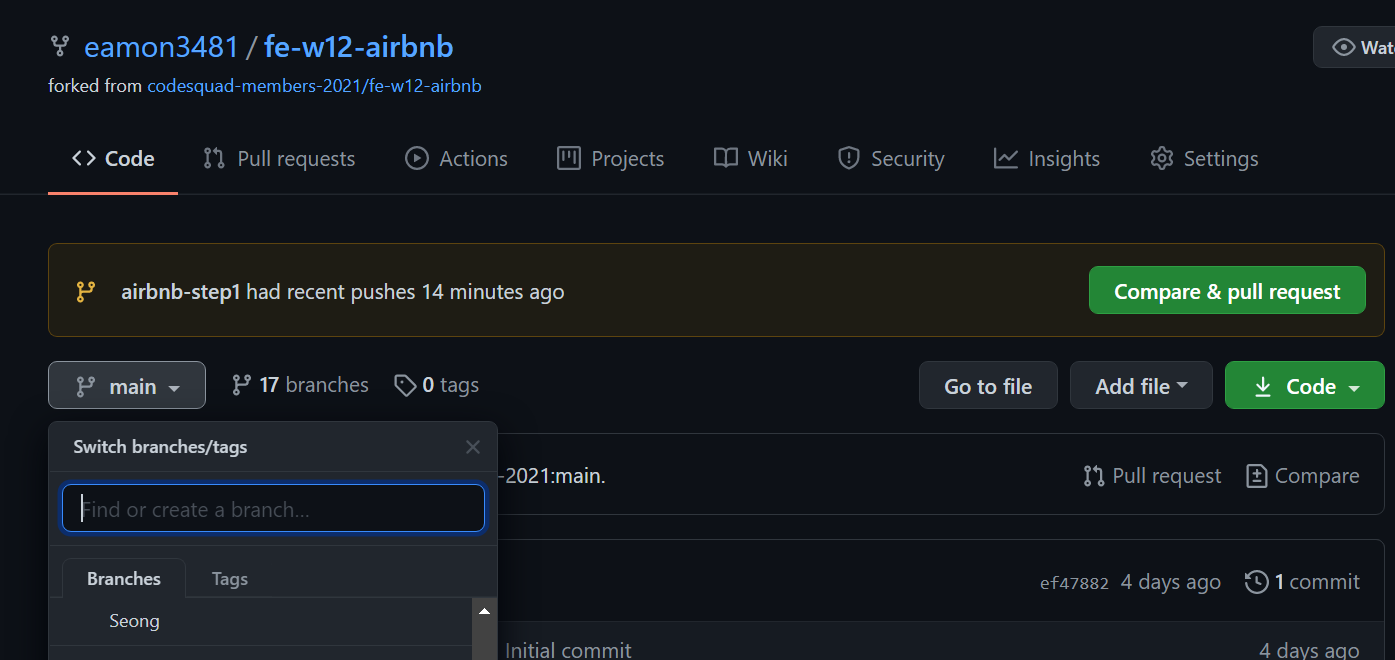 eamon3481 / fe-w12-airbnb
forked from codesquad-members-2021/fe-w12-airbnb
Code Pull requests Actions Projects Wiki Security Insights Settings
airbnb-step1 had recent pushes 14 minutes ago Compare & pull request
main 17 branches 0 tags Go to file Add file Code
Switch branches/tags
-2021:main. Pull request Compare
Find or create a branch...
Branches Tags
ef47882 4 days ago 1 commit
Seong
Initial commit 4 days ago